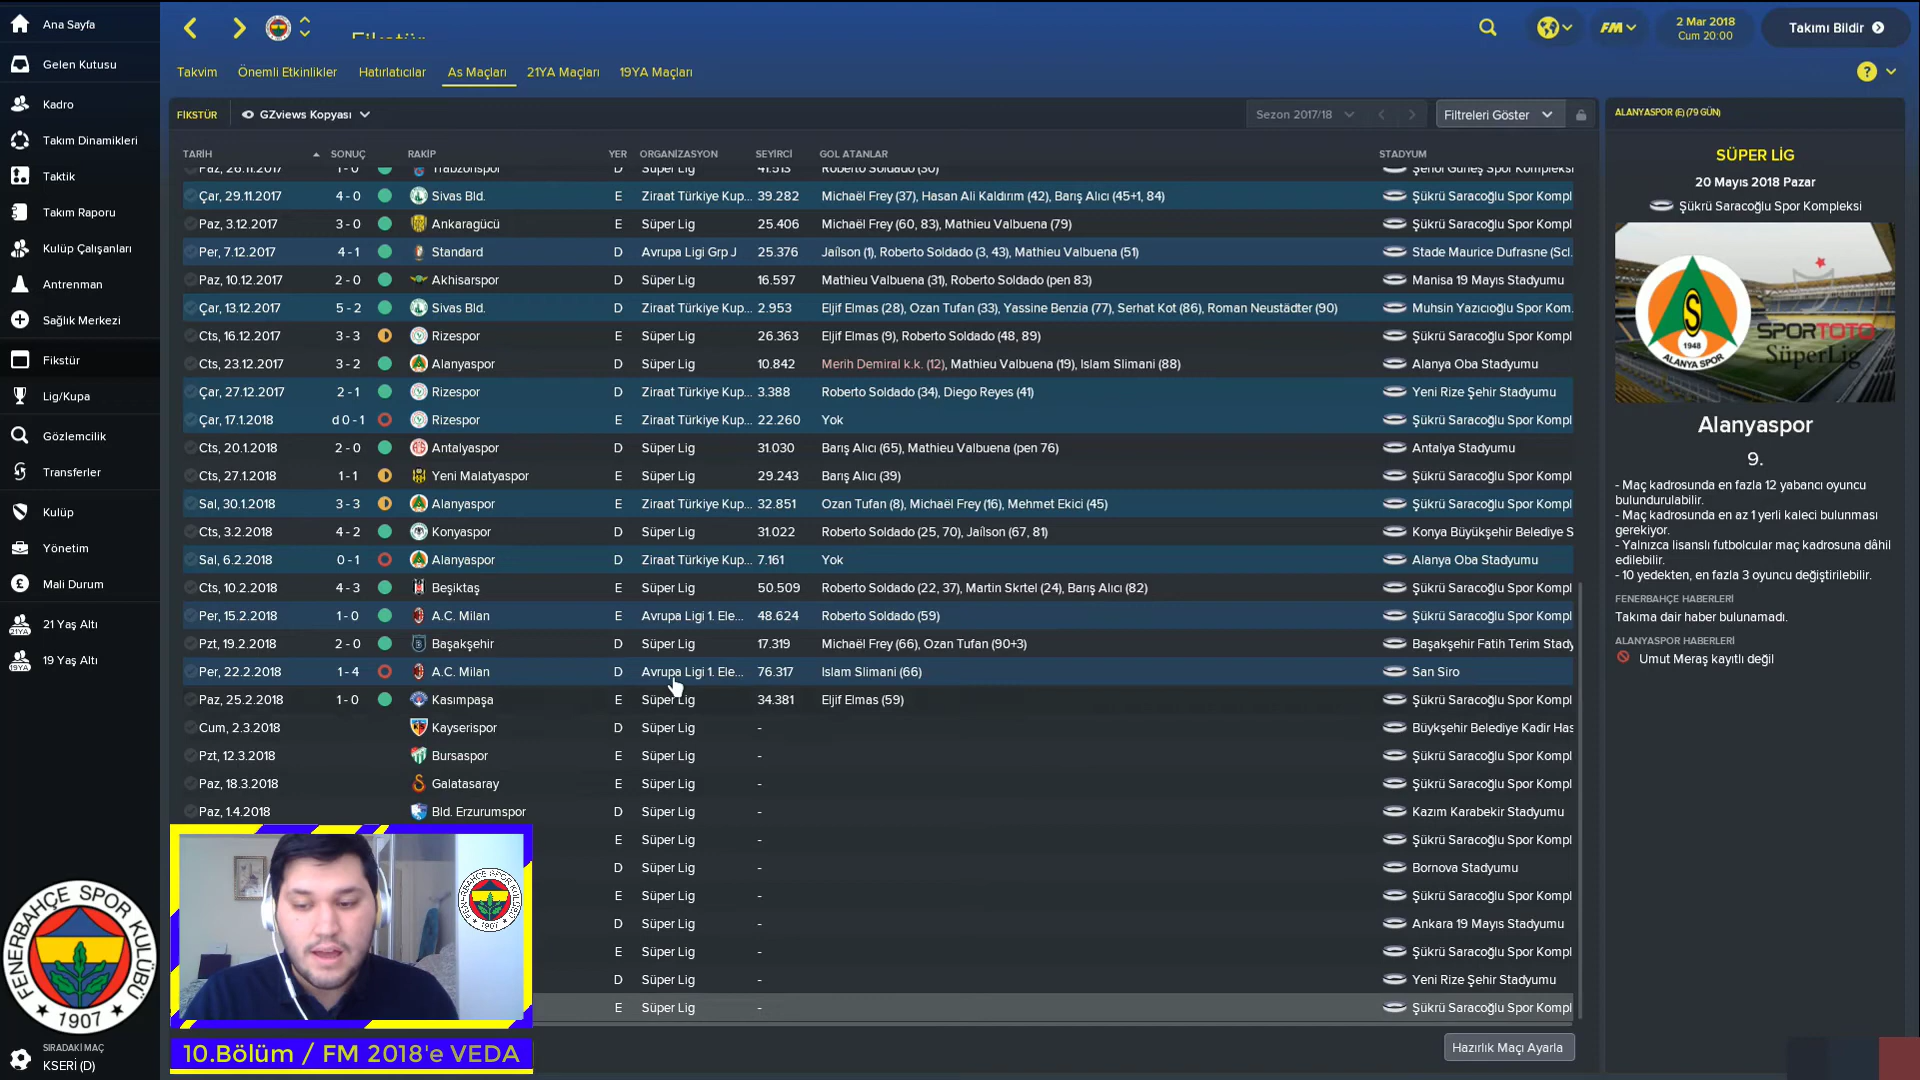 Ana Sayfa
Gelen Kutusu
Kadro
Takım Dinamikleri
Taktik
Takım Raporu
Kulüp Çalışanları
Antrenman
Sağlık Merkezi
Fikstür
Lig/Kupa
Gözlemcilik
Transferler
Kulüp
Yönetim
Mali Durum
21 Yaş Altı
19 Yaş Altı
SIRADAKİ MAÇ
KSERİ (D)
Fikstür
FM
2 Mar 2018
Cum 20:00
Takımı Bildir
Takvim Önemli Etkinlikler Hatırlatıcılar As Maçları 21YA Maçları 19YA Maçları
FİKSTÜR GZviews Kopyası Sezon 2017/18 Filtreleri Göster
TARİH SONUÇ RAKİP YER ORGANİZASYON SEYİRCİ GOL ATANLAR STADYUM
Paz, 26.11.2017 1-0 Trabzonspor D Süper Lig 41.513 Roberto Soldado (30) Şenol Güneş Spor Kompleksi
Çar, 29.11.2017 4-0 Sivas Bld. E Ziraat Türkiye Kup... 39.282 Michaël Frey (37), Hasan Ali Kaldırım (42), Barış Alıcı (45+1, 84) Şükrü Saracoğlu Spor Kompl
Paz, 3.12.2017 3-0 Ankaragücü E Süper Lig 25.406 Michaël Frey (60, 83), Mathieu Valbuena (79) Şükrü Saracoğlu Spor Kompl
Per, 7.12.2017 4-1 Standard D Avrupa Ligi Grp J 25.376 Jaílson (1), Roberto Soldado (3, 43), Mathieu Valbuena (51) Stade Maurice Dufrasne (Scl.
Paz, 10.12.2017 2-0 Akhisarspor D Süper Lig 16.597 Mathieu Valbuena (31), Roberto Soldado (pen 83) Manisa 19 Mayıs Stadyumu
Çar, 13.12.2017 5-2 Sivas Bld. D Ziraat Türkiye Kup... 2.953 Eljif Elmas (28), Ozan Tufan (33), Yassine Benzia (77), Serhat Kot (86), Roman Neustädter (90) Muhsin Yazıcıoğlu Spor Kom.
Cts, 16.12.2017 3-3 Rizespor E Süper Lig 26.363 Eljif Elmas (9), Roberto Soldado (48, 89) Şükrü Saracoğlu Spor Kompl
Cts, 23.12.2017 3-2 Alanyaspor D Süper Lig 10.842 Merih Demiral k.k. (12), Mathieu Valbuena (19), Islam Slimani (88) Alanya Oba Stadyumu
Çar, 27.12.2017 2-1 Rizespor D Ziraat Türkiye Kup... 3.388 Roberto Soldado (34), Diego Reyes (41) Yeni Rize Şehir Stadyumu
Çar, 17.1.2018 d 0-1 Rizespor E Ziraat Türkiye Kup... 22.260 Yok Şükrü Saracoğlu Spor Kompl
Cts, 20.1.2018 2-0 Antalyaspor D Süper Lig 31.030 Barış Alıcı (65), Mathieu Valbuena (pen 76) Antalya Stadyumu
Cts, 27.1.2018 1-1 Yeni Malatyaspor E Süper Lig 29.243 Barış Alıcı (39) Şükrü Saracoğlu Spor Kompl
Sal, 30.1.2018 3-3 Alanyaspor E Ziraat Türkiye Kup... 32.851 Ozan Tufan (8), Michaël Frey (16), Mehmet Ekici (45) Şükrü Saracoğlu Spor Kompl
Cts, 3.2.2018 4-2 Konyaspor D Süper Lig 31.022 Roberto Soldado (25, 70), Jaílson (67, 81) Konya Büyükşehir Belediye S
Sal, 6.2.2018 0-1 Alanyaspor D Ziraat Türkiye Kup... 7.161 Yok Alanya Oba Stadyumu
Cts, 10.2.2018 4-3 Beşiktaş E Süper Lig 50.509 Roberto Soldado (22, 37), Martin Skrtel (24), Barış Alıcı (82) Şükrü Saracoğlu Spor Kompl
Per, 15.2.2018 1-0 A.C. Milan E Avrupa Ligi 1. Ele... 48.624 Roberto Soldado (59) Şükrü Saracoğlu Spor Kompl
Pzt, 19.2.2018 2-0 Başakşehir D Süper Lig 17.319 Michaël Frey (66), Ozan Tufan (90+3) Başakşehir Fatih Terim Stady
Per, 22.2.2018 1-4 A.C. Milan D Avrupa Ligi 1. Ele... 76.317 Islam Slimani (66) San Siro
Paz, 25.2.2018 1-0 Kasımpaşa E Süper Lig 34.381 Eljif Elmas (59) Şükrü Saracoğlu Spor Kompl
Cum, 2.3.2018 Kayserispor D Süper Lig - Büykşehir Belediye Kadir Has
Pzt, 12.3.2018 Bursaspor E Süper Lig - Şükrü Saracoğlu Spor Kompl
Paz, 18.3.2018 Galatasaray E Süper Lig - Şükrü Saracoğlu Spor Kompl
Paz, 1.4.2018 Bld. Erzurumspor D Süper Lig - Kazım Karabekir Stadyumu
E Süper Lig - Şükrü Saracoğlu Spor Kompl
D Süper Lig - Bornova Stadyumu
E Süper Lig - Şükrü Saracoğlu Spor Kompl
D Süper Lig - Ankara 19 Mayıs Stadyumu
E Süper Lig - Şükrü Saracoğlu Spor Kompl
D Süper Lig - Yeni Rize Şehir Stadyumu
E Süper Lig - Şükrü Saracoğlu Spor Kompl
Hazırlık Maçı Ayarla
ALANYASPOR (E) (79 GÜN)
SÜPER LİG
20 Mayıs 2018 Pazar
Şükrü Saracoğlu Spor Kompleksi
S
1948
ALANYA SPOR
SPORTOTO
SüperLig
Alanyaspor
9.
- Maç kadrosunda en fazla 12 yabancı oyuncu
bulundurulabilir.
- Maç kadrosunda en az 1 yerli kaleci bulunması
gerekiyor.
- Yalnızca lisanslı futbolcular maç kadrosuna dâhil
edilebilir.
- 10 yedekten, en fazla 3 oyuncu değiştirilebilir.
FENERBAHÇE HABERLERİ
Takıma dair haber bulunamadı.
ALANYASPOR HABERLERİ
Umut Meraş kayıtlı değil
FENERBAHÇE SPOR KULÜBÜ
1907
FENERBAHÇE SPOR KULÜBÜ
1907
10.Bölüm / FM 2018'e VEDA